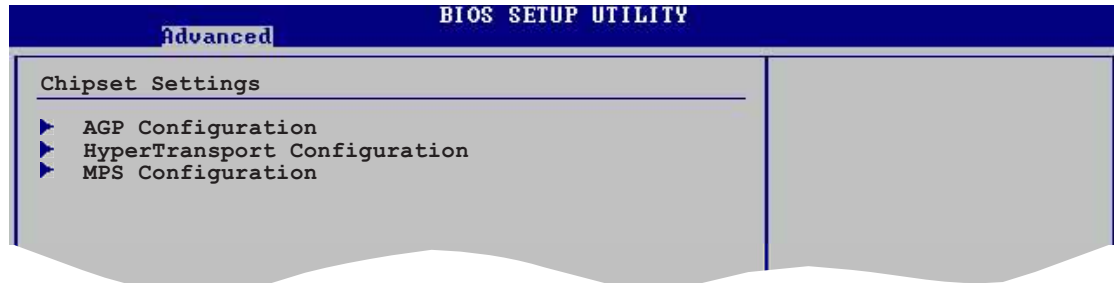 BIOS SETUP UTILITY
Advanced
Chipset Settings
AGP Configuration
HyperTransport Configuration
MPS Configuration